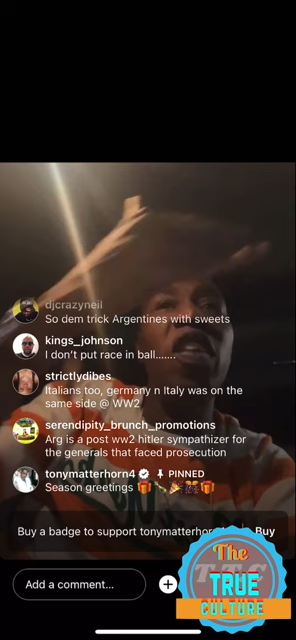 djcrazyneil
So dem trick Argentines with sweets
kings_johnson
I don't put race in ball.......
strictlydibes
Italians too, germany n Italy was on the
same side @ WW2
serendipity_brunch_promotions
Arg is a post ww2 hitler sympathizer for
the generals that faced prosecution
tonymatterhorn4 PINNED
Season greetings 🎁🍾🎉🎊🎁
Buy a badge to support tonymatterhor
Buy
Add a comment...
The
TRUE
CULTURE